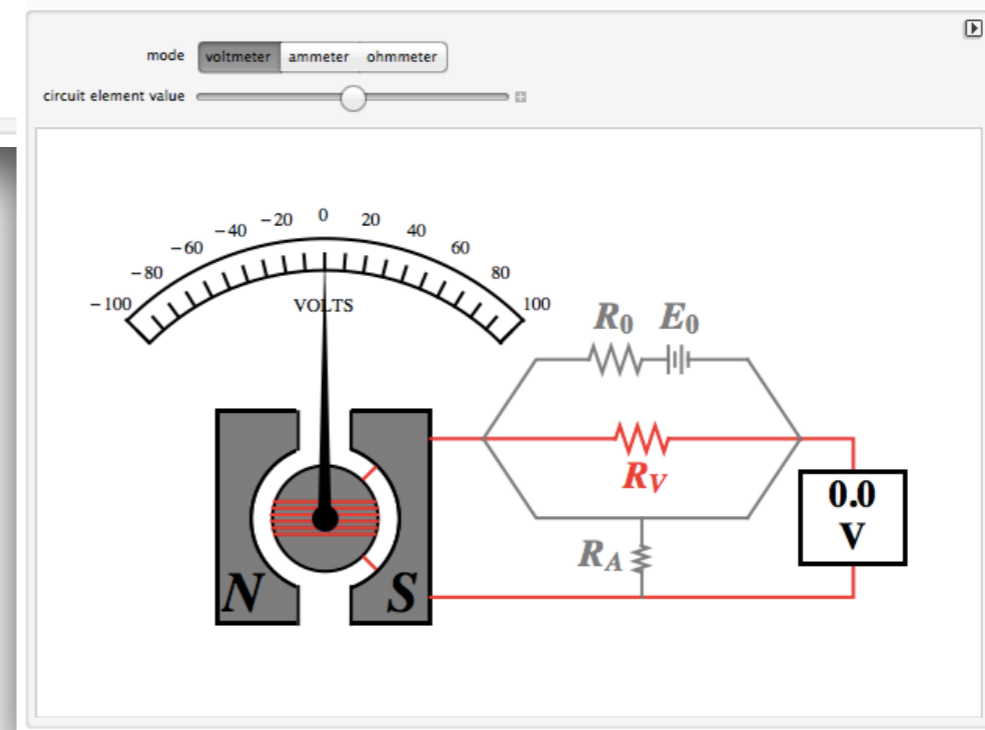 mode voltmeter ammeter ohmmeter
circuit element value
-100 -80 -60 -40 -20 0 20 40 60 80 100
VOLTS
R0 E0
RV
0.0
V
RA
N S